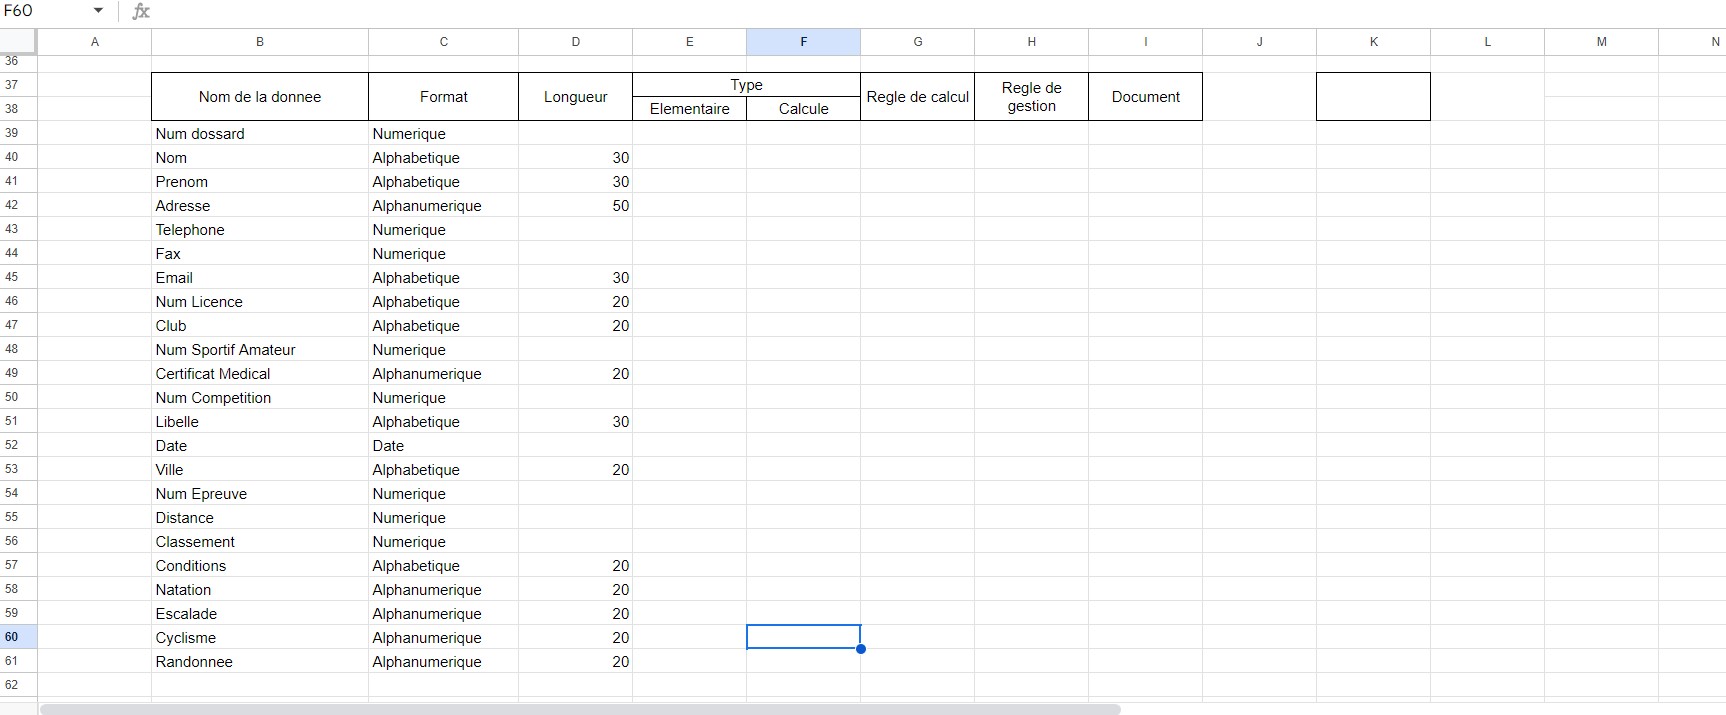 F60 fx
A B C D E F G H I J K L M N
36
37 Nom de la donnee Format Longueur Type Regle de calcul Regle de gestion Document
38 Elementaire Calcule
39 Num dossard Numerique
40 Nom Alphabetique 30
41 Prenom Alphabetique 30
42 Adresse Alphanumerique 50
43 Telephone Numerique
44 Fax Numerique
45 Email Alphabetique 30
46 Num Licence Alphabetique 20
47 Club Alphabetique 20
48 Num Sportif Amateur Numerique
49 Certificat Medical Alphanumerique 20
50 Num Competition Numerique
51 Libelle Alphabetique 30
52 Date Date
53 Ville Alphabetique 20
54 Num Epreuve Numerique
55 Distance Numerique
56 Classement Numerique
57 Conditions Alphabetique 20
58 Natation Alphanumerique 20
59 Escalade Alphanumerique 20
60 Cyclisme Alphanumerique 20
61 Randonnee Alphanumerique 20
62